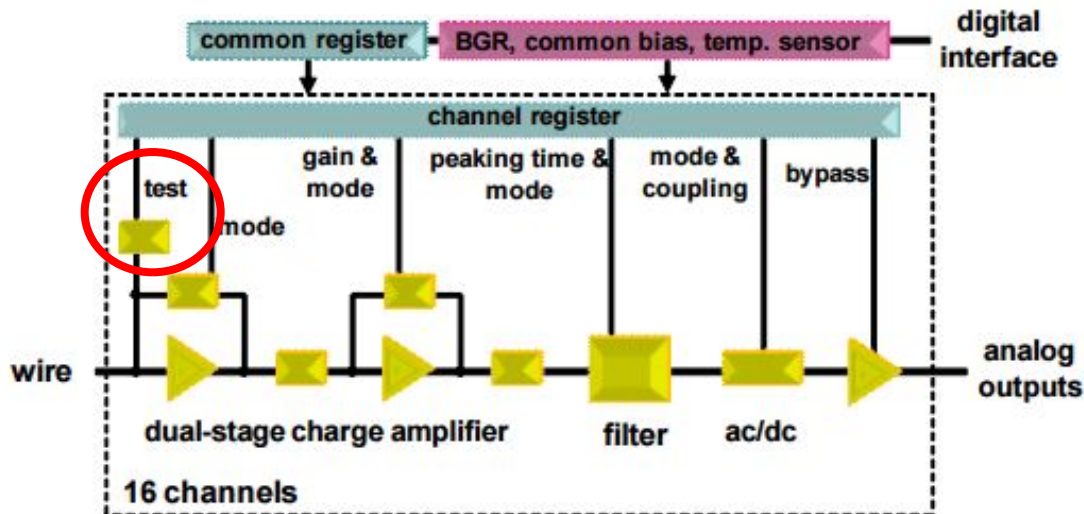 common register
BGR, common bias, temp. sensor
digital
interface
channel register
test
mode
gain &
mode
peaking time &
mode
mode &
coupling
bypass
wire
analog
outputs
dual-stage charge amplifier
filter
ac/dc
16 channels